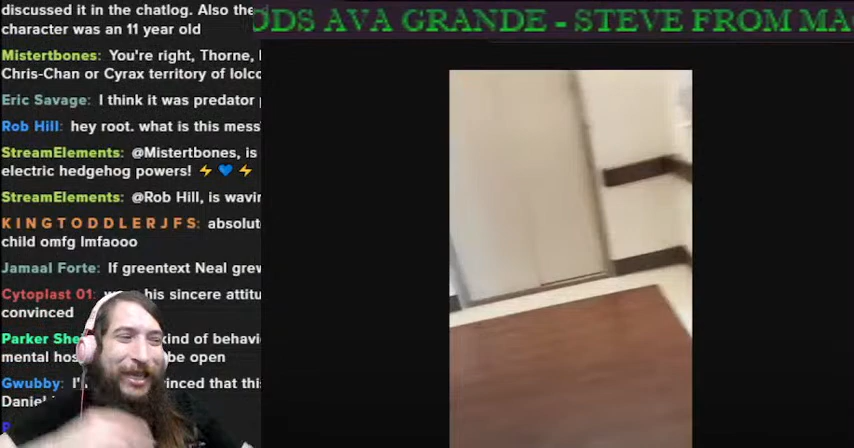 discussed it in the chatlog. Also the
character was an 11 year old
ODS AVA GRANDE - STEVE FROM MA
Mistertbones: You're right, Thorne,
Chris-Chan or Cyrax territory of lolco
Eric Savage: I think it was predator
Rob Hill: hey root. what is this mess
StreamElements: @Mistertbones, is
electric hedgehog powers! ⚡ 💙 ⚡
StreamElements: @Rob Hill, is wavin
K I N G T O D D L E R J F S: absolut
child omfg lmfaooo
Jamaal Forte: If greentext Neal grew
Cytoplast 01: his sincere attitu
convinced
Parker She kind of behavi
mental hos be open
Gwubby: I' inced that this
Daniel